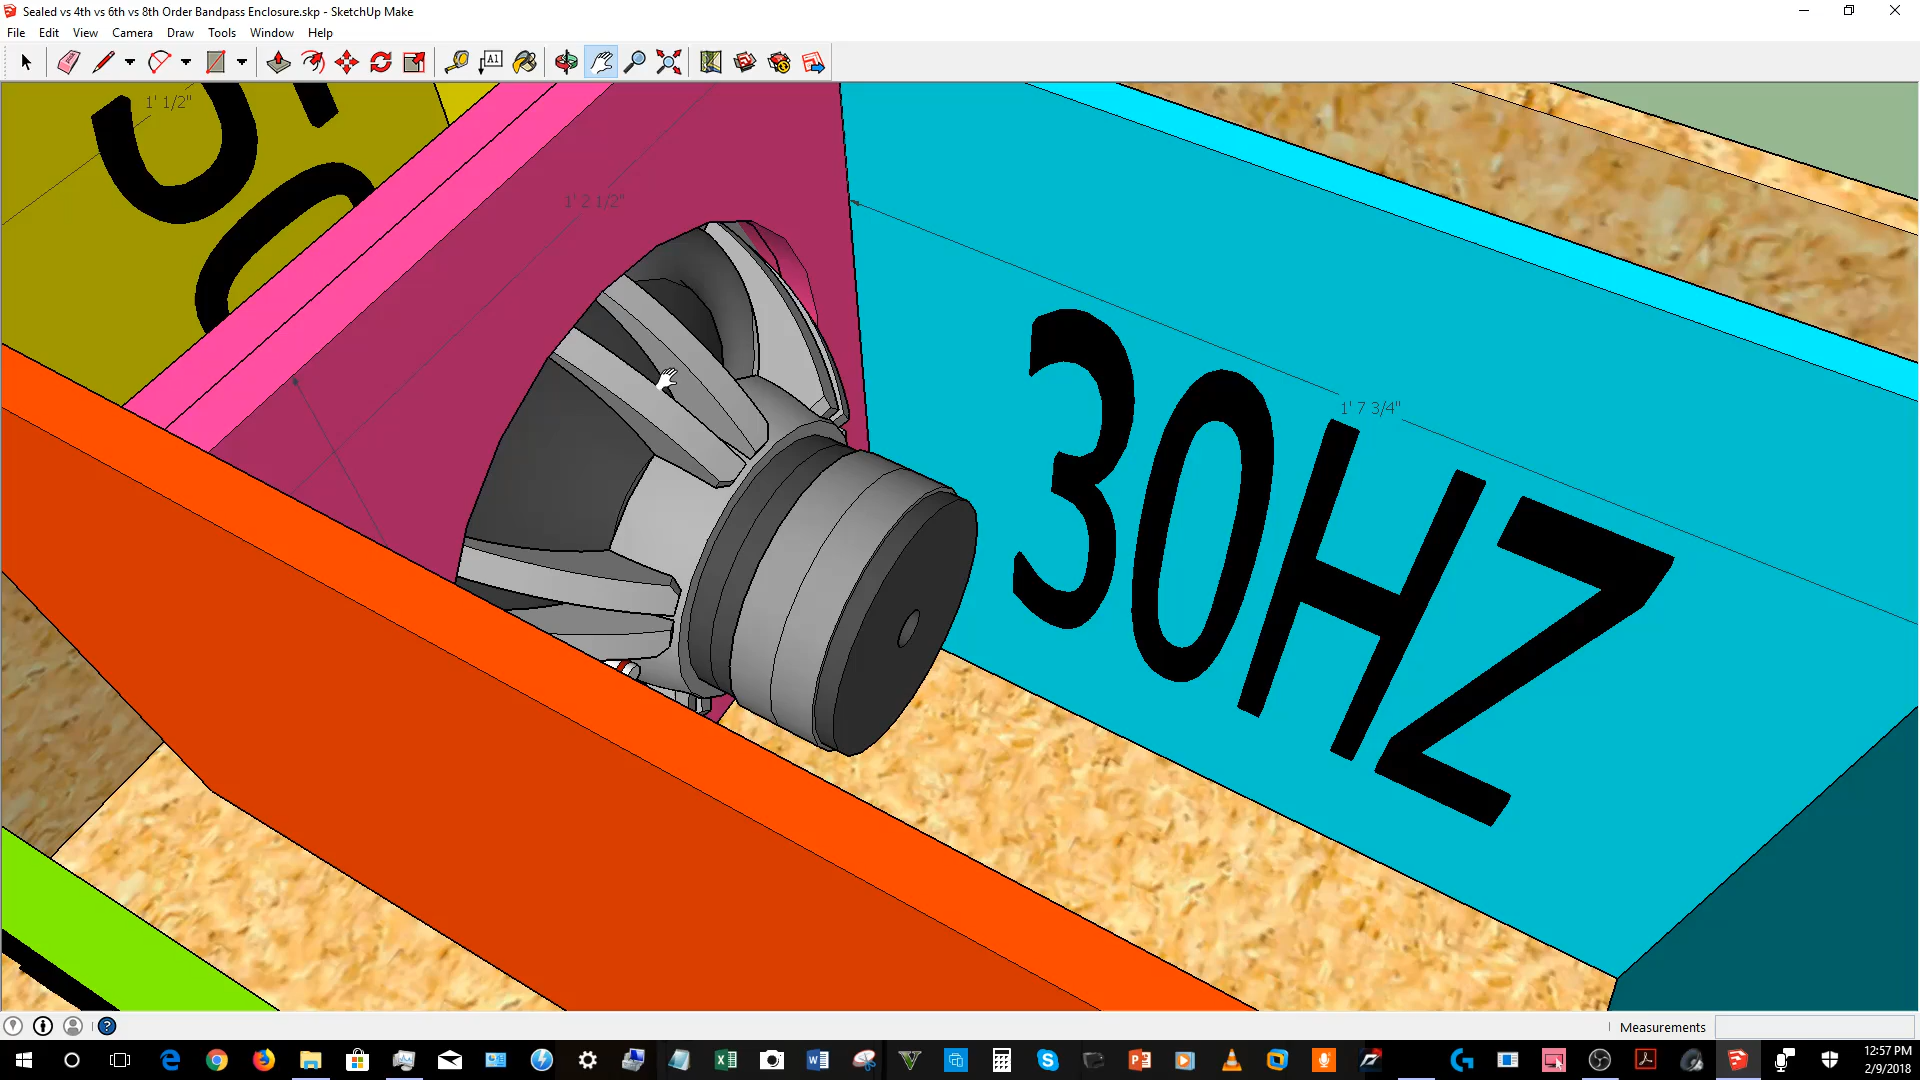 Sealed vs 4th vs 6th vs 8th Order Bandpass Enclosure.skp - SketchUp Make
File Edit View Camera Draw Tools Window Help
1' 1/2"
1' 2 1/2"
30HZ
1' 7 3/4"
Measurements
12:57 PM
2/9/2018